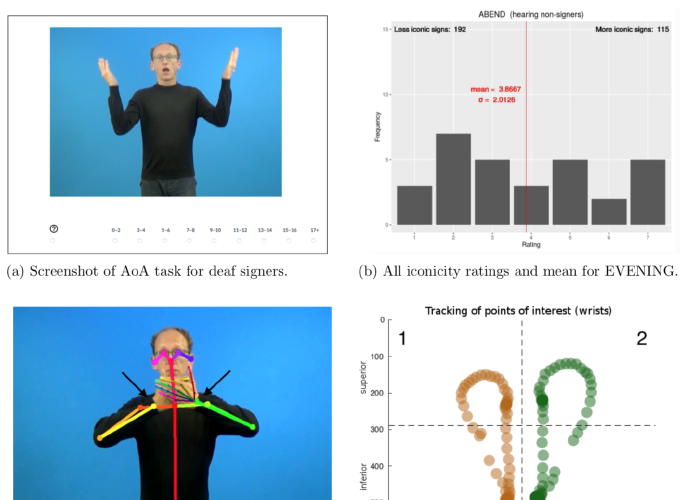 ?
0–2 3–4 5–6 7–8 9–10 11–12 13–14 15–16 17+
(a) Screenshot of AoA task for deaf signers.
ABEND (hearing non-signers)
Less iconic signs: 192
More iconic signs: 115
mean = 3.8667
σ = 2.0126
Frequency
15
10
5
0
1 2 3 4 5 6 7
Rating
(b) All iconicity ratings and mean for EVENING.
Tracking of points of interest (wrists)
1
2
0
100
200
300
400
superior
inferior